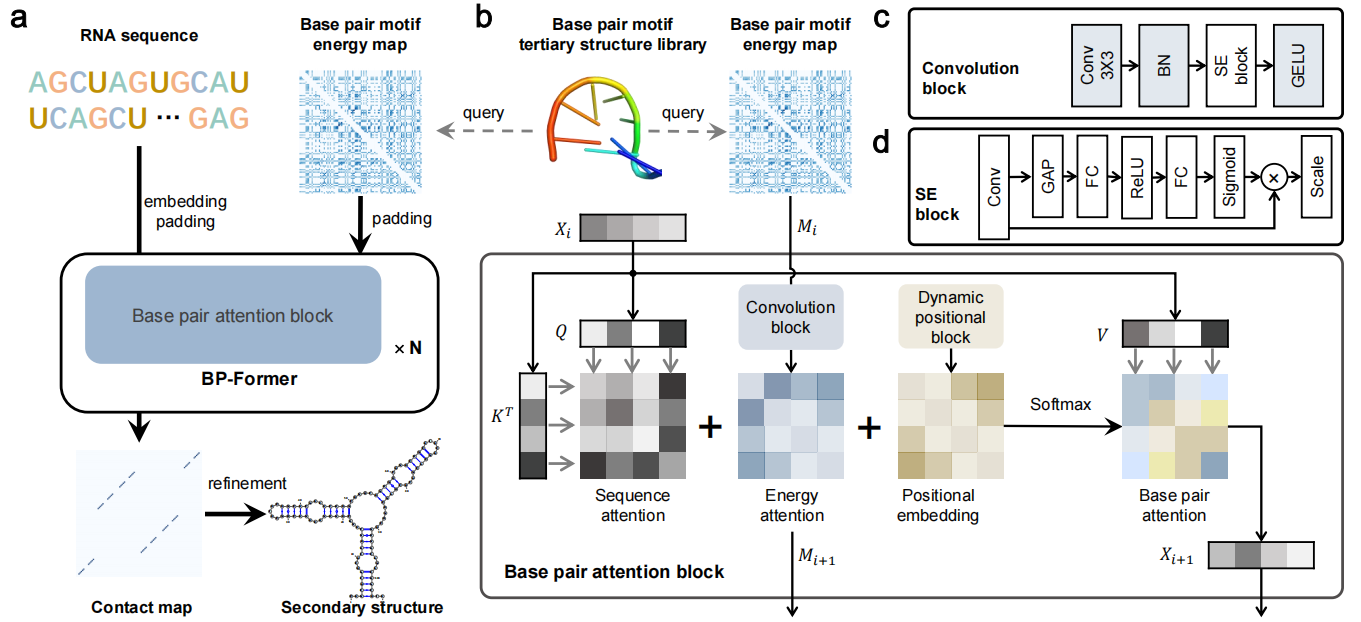 a
RNA sequence
AGCUAGUGCAU
UCAGCU ··· GAG
Base pair motif
energy map
query
embedding
padding
padding
Base pair attention block
× N
BP-Former
refinement
Contact map
Secondary structure
b
Base pair motif
tertiary structure library
Base pair motif
energy map
query
X_i
M_i
Q
K^T
V
Convolution
block
Dynamic
positional
block
+
+
Softmax
Sequence
attention
Energy
attention
Positional
embedding
Base pair
attention
M_{i+1}
X_{i+1}
Base pair attention block
c
Convolution
block
Conv
3X3
BN
SE
block
GELU
d
SE
block
Conv
GAP
FC
ReLU
FC
Sigmoid
×
Scale